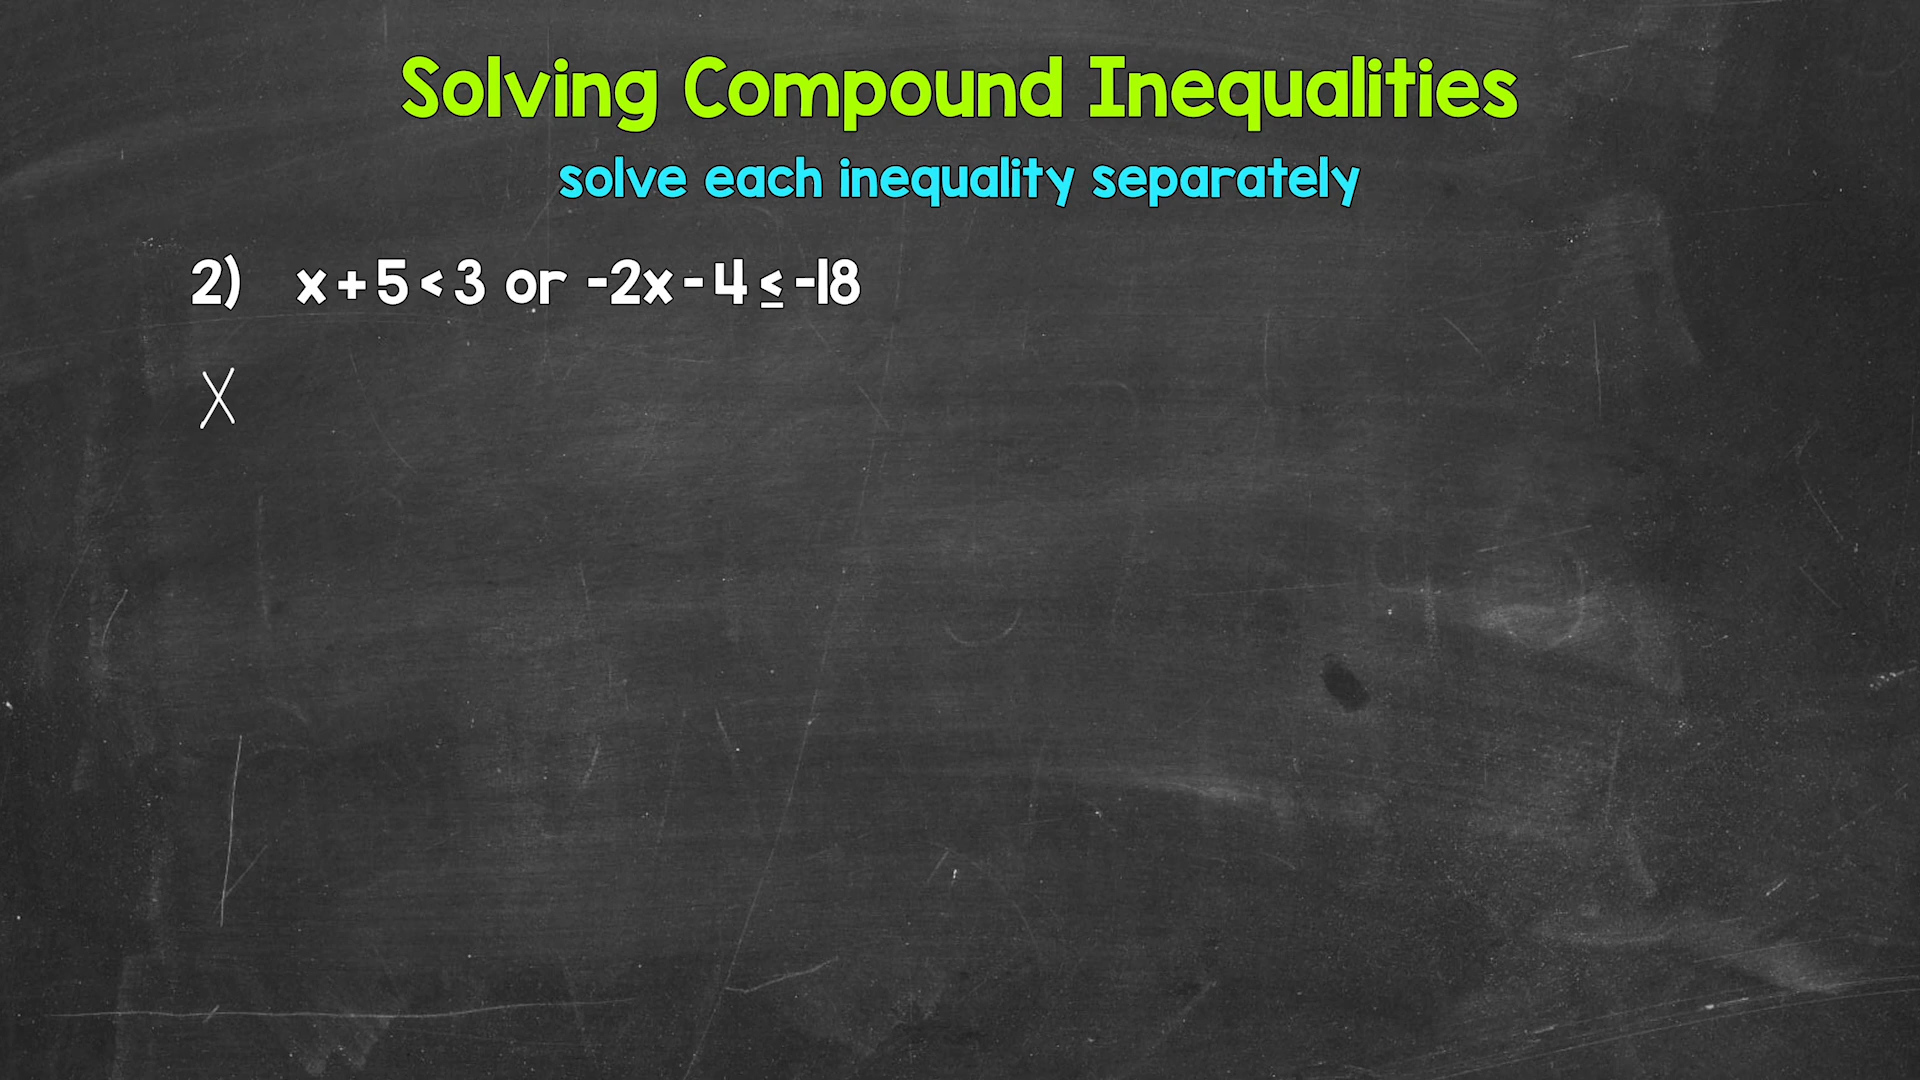 Solving Compound Inequalities
solve each inequality separately
2) x + 5 < 3 or -2x - 4 ≤ -18
X